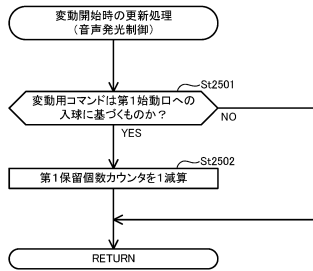 変動開始時の更新処理
（音声発光制御）
St2501
変動用コマンドは第1始動口への
入球に基づくものか？
NO
YES
St2502
第1保留個数カウンタを1減算
RETURN